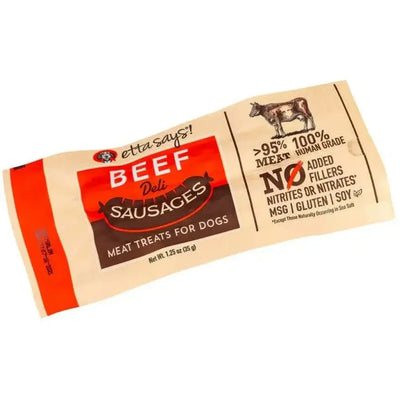 etta says!
BEEF
Deli
SAUSAGES
MEAT TREATS FOR DOGS
Net Wt. 1.25 oz (35 g)
>95% MEAT
100% HUMAN GRADE
NO ADDED FILLERS
NITRITES OR NITRATES*
MSG | GLUTEN | SOY
*Except Those Naturally Occurring in Sea Salt